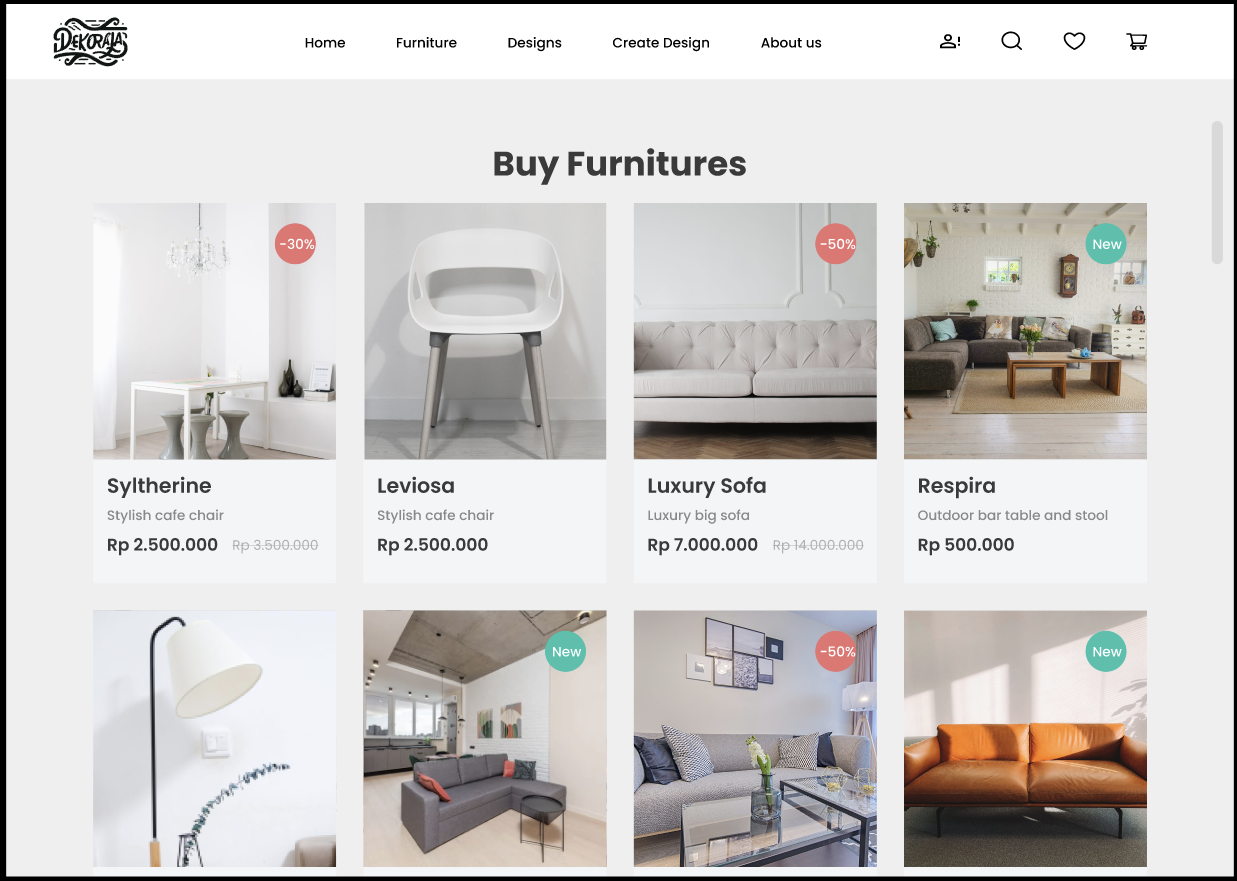 DEKORAJA
Home Furniture Designs Create Design About us
Buy Furnitures
-30%
-50%
New
Syltherine
Stylish cafe chair
Rp 2.500.000 Rp 3.500.000
Leviosa
Stylish cafe chair
Rp 2.500.000
Luxury Sofa
Luxury big sofa
Rp 7.000.000 Rp 14.000.000
Respira
Outdoor bar table and stool
Rp 500.000
New
-50%
New